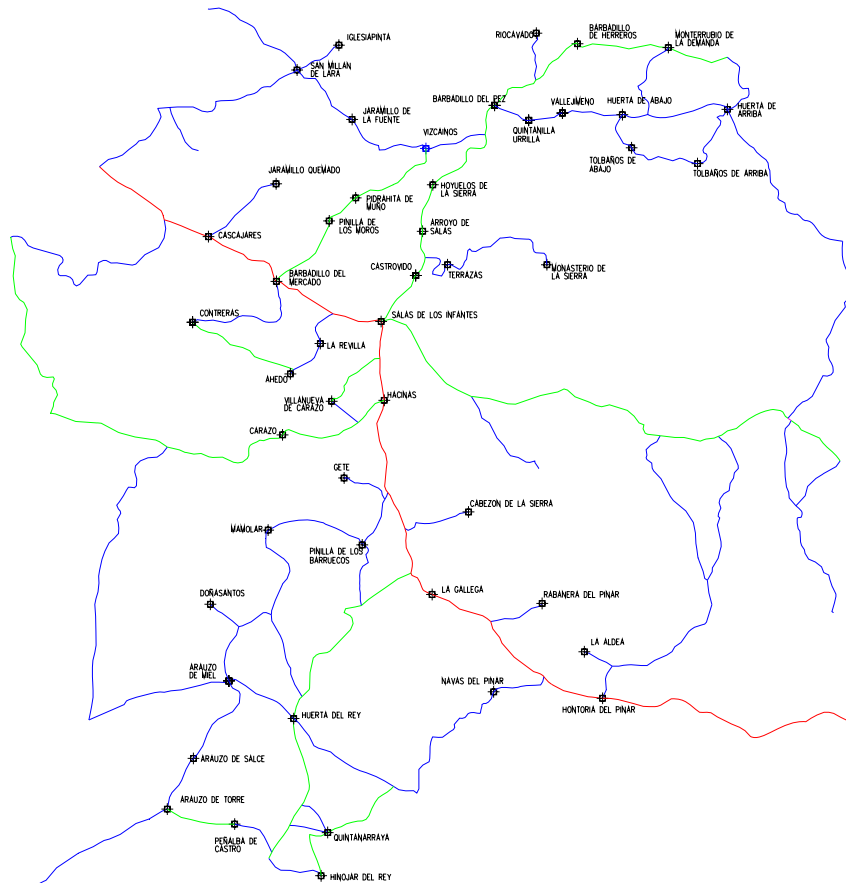 IGLESIAPINTA
RIOCAVADO
BARBADILLO
DE HERREROS
MONTERRUBIO DE
LA DEMANDA
SAN MILLAN
DE LARA
JARAMILLO DE
LA FUENTE
BARBADILLO DEL PEZ
VALLEJIMENO
HUERTA DE ABAJO
HUERTA DE
ARRIBA
VIZCAINOS
QUINTANILLA
URRILLA
TOLBAÑOS DE
ABAJO
TOLBAÑOS DE ARRIBA
JARAMILLO QUEMADO
PIDRAHITA DE
MUÑO
HOYUELOS DE
LA SIERRA
PINILLA DE
LOS MOROS
ARROYO DE
SALAS
CASCAJARES
BARBADILLO DEL
MERCADO
CASTROVIDO
TERRAZAS
MONASTERIO DE
LA SIERRA
CONTRERAS
SALAS DE LOS INFANTES
LA REVILLA
AHEDO
VILLANUEVA
DE CARAZO
HACINAS
CARAZO
GETE
CABEZON DE LA SIERRA
MAMOLAR
PINILLA DE LOS
BARRUECOS
DOÑASANTOS
LA GALLEGA
RABANERA DEL PINAR
LA ALDEA
ARAUZO
DE MIEL
NAVAS DEL PINAR
HONTORIA DEL PINAR
HUERTA DEL REY
ARAUZO DE SALCE
ARAUZO DE TORRE
PEÑALBA DE
CASTRO
QUINTANARRAYA
HINOJAR DEL REY